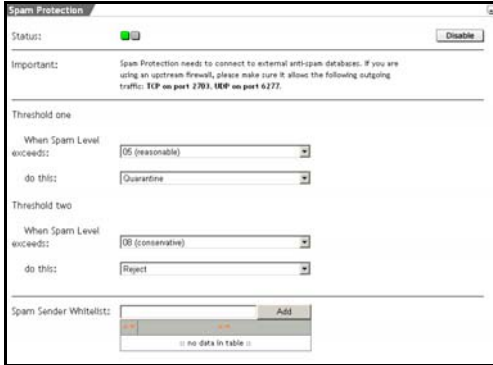 Spam Protection
Status:
Disable
Important:
Spam Protection needs to connect to external anti-spam databases. If you are
using an upstream firewall, please make sure it allows the following outgoing
traffic: TCP on port 2703, UDP on port 6277.
Threshold one
When Spam Level
exceeds:
05 (reasonable)
do this:
Quarantine
Threshold two
When Spam Level
exceeds:
08 (conservative)
do this:
Reject
Spam Sender Whitelist:
Add
:: no data in table ::